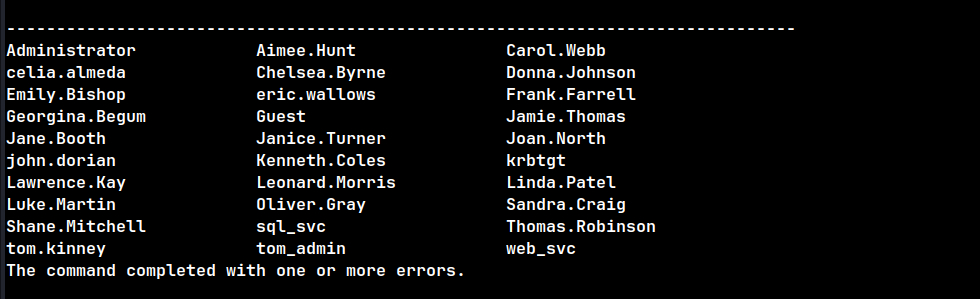 -------------------------------------------------------------------------------
Administrator            Aimee.Hunt               Carol.Webb
celia.almeda             Chelsea.Byrne            Donna.Johnson
Emily.Bishop             eric.wallows             Frank.Farrell
Georgina.Begum           Guest                    Jamie.Thomas
Jane.Booth               Janice.Turner            Joan.North
john.dorian              Kenneth.Coles            krbtgt
Lawrence.Kay             Leonard.Morris           Linda.Patel
Luke.Martin              Oliver.Gray              Sandra.Craig
Shane.Mitchell           sql_svc                  Thomas.Robinson
tom.kinney               tom_admin                web_svc
The command completed with one or more errors.